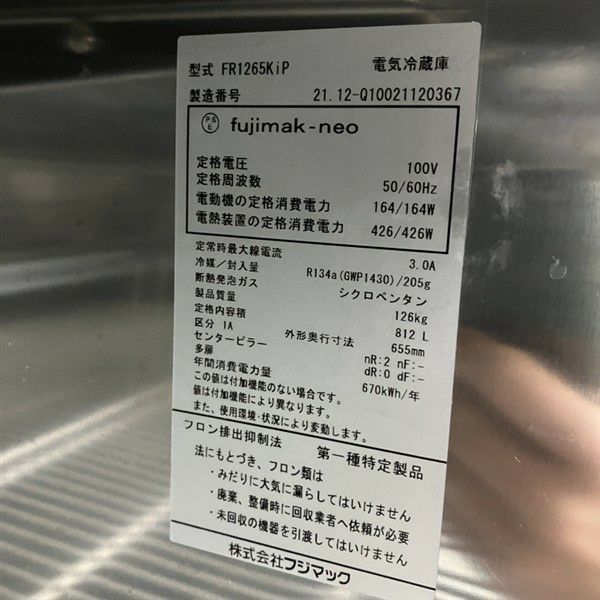 型式 FR1265KiP 電気冷蔵庫
製造番号 21.12-Q10021120367
PS E fujimak-neo
定格電圧 100V
定格周波数 50/60Hz
電動機の定格消費電力 164/164W
電熱装置の定格消費電力 426/426W
定常時最大線電流 3.0A
冷媒／封入量 R134a(GWP1430)/205g
断熱発泡ガス シクロペンタン
製品質量 126kg
定格内容積 812 L
区分 1A 外形奥行寸法 655mm
センターピラー nR:2 nF:-
多扉 dR:0 dF:-
年間消費電力量 670kWh/年
この値は付加機能のない場合です。
値は付加機能により異なります。
また、使用環境･状況により変動します。
フロン排出抑制法 第一種特定製品
法にもとづき、フロン類は
・みだりに大気に漏らしてはいけません
・廃棄、整備時に回収業者へ依頼が必要
・未回収の機器を引渡してはいけません
株式会社フジマック